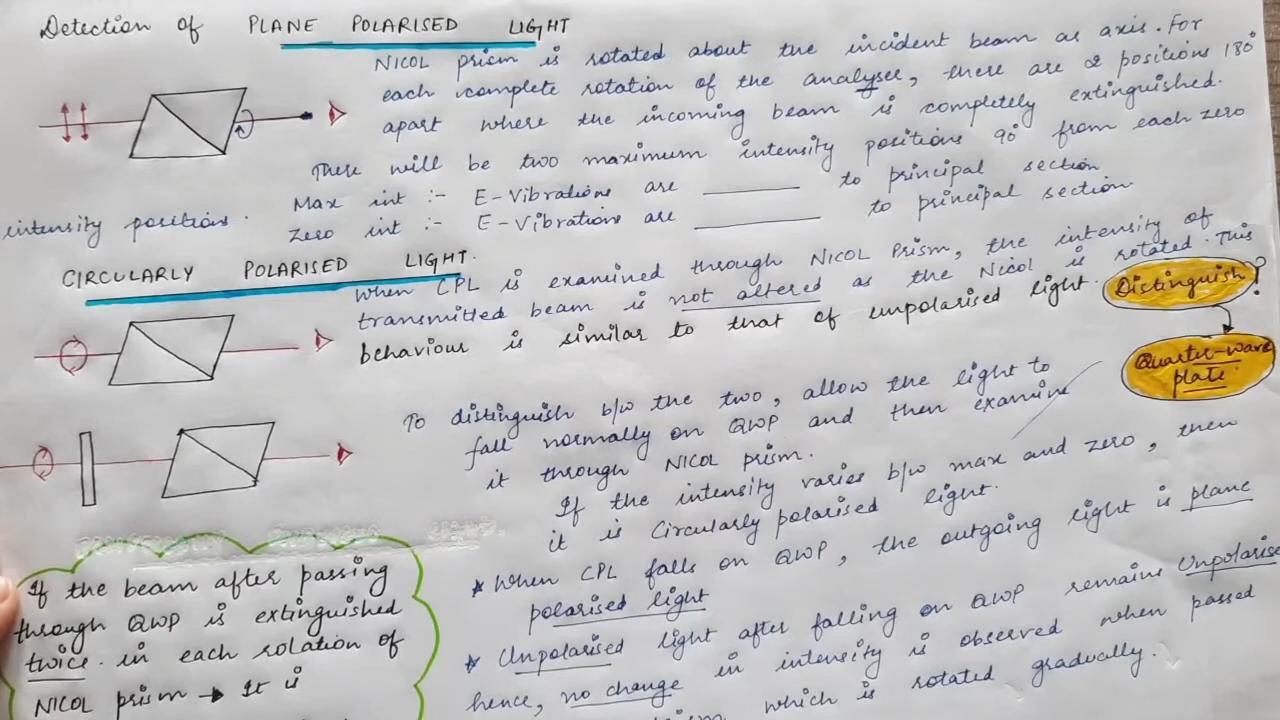 Detection of PLANE POLARISED LIGHT
NICOL prism is rotated about the incident beam as axis. For
each complete rotation of the analyser, there are 2 positions 180°
apart where the incoming beam is completely extinguished.
There will be two maximum intensity positions 90° from each zero
intensity positions.
Max int :- E-Vibrations are ______ to principal section
Zero int :- E-Vibrations are ______ to principal section.
CIRCULARLY POLARISED LIGHT.
When CPL is examined through NICOL Prism, the intensity of
transmitted beam is not altered as the Nicol is rotated. This
behaviour is similar to that of unpolarised light.
Distinguish?
Quarter-wave
plate.
To distinguish b/w the two, allow the light to
fall normally on QWP and then examine
it through NICOL prism.
If the intensity varies b/w max and zero, then
it is Circularly polarised light.
* When CPL falls on QWP, the outgoing light is plane
polarised light
* Unpolarised light after falling on QWP remains Unpolarise
hence, no change in intensity is observed when passed
which is rotated gradually.
If the beam after passing
through QWP is extinguished
twice in each rotation of
NICOL prism → It is